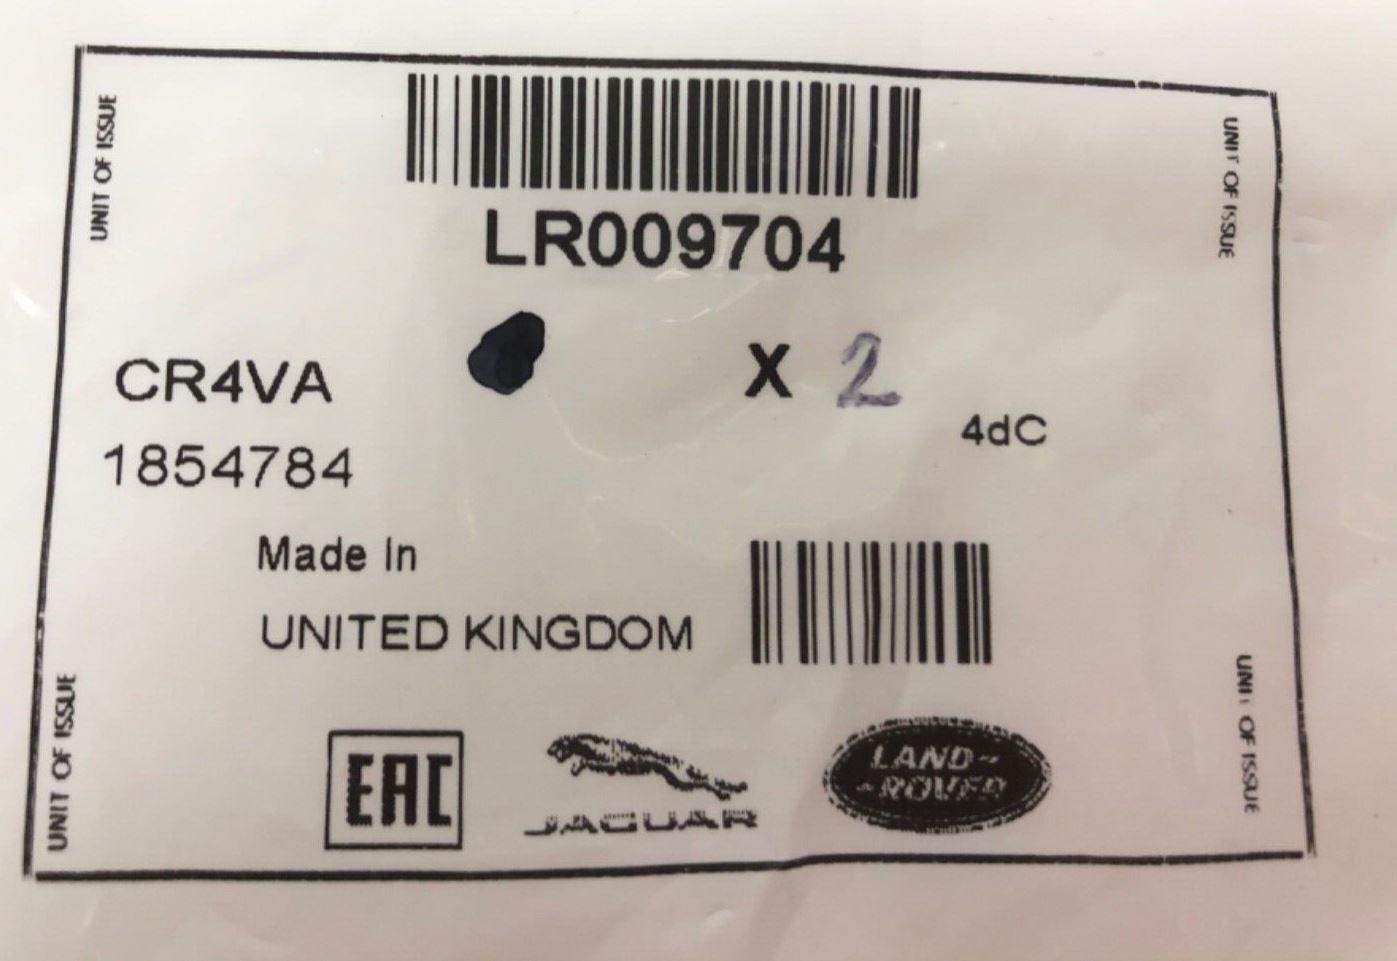 UNIT OF ISSUE
UNIT OF ISSUE
LR009704
CR4VA
X 2
4dC
1854784
Made In
UNITED KINGDOM
EAC
JAGUAR
LAND-
-ROVER
UNIT OF ISSUE
UNIT OF ISSUE